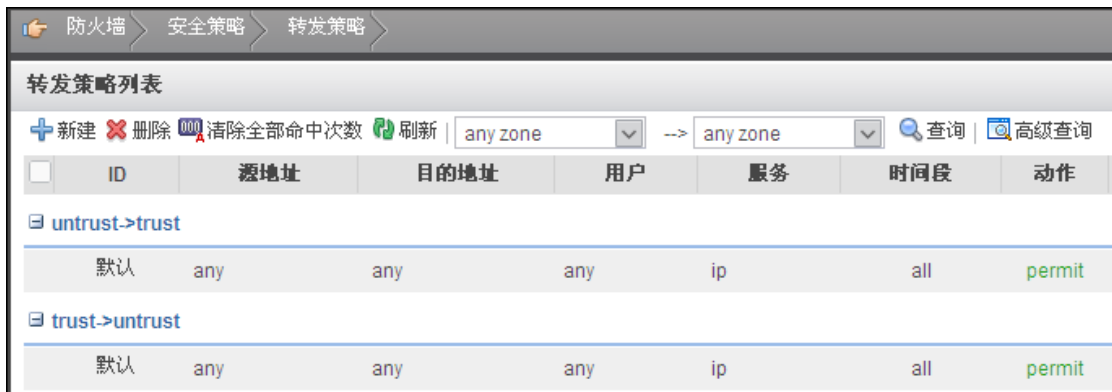 防火墙 安全策略 转发策略
转发策略列表
新建 删除 清除全部命中次数 刷新 | any zone --> any zone 查询 | 高级查询
ID 源地址 目的地址 用户 服务 时间段 动作
untrust->trust
默认 any any any ip all permit
trust->untrust
默认 any any any ip all permit